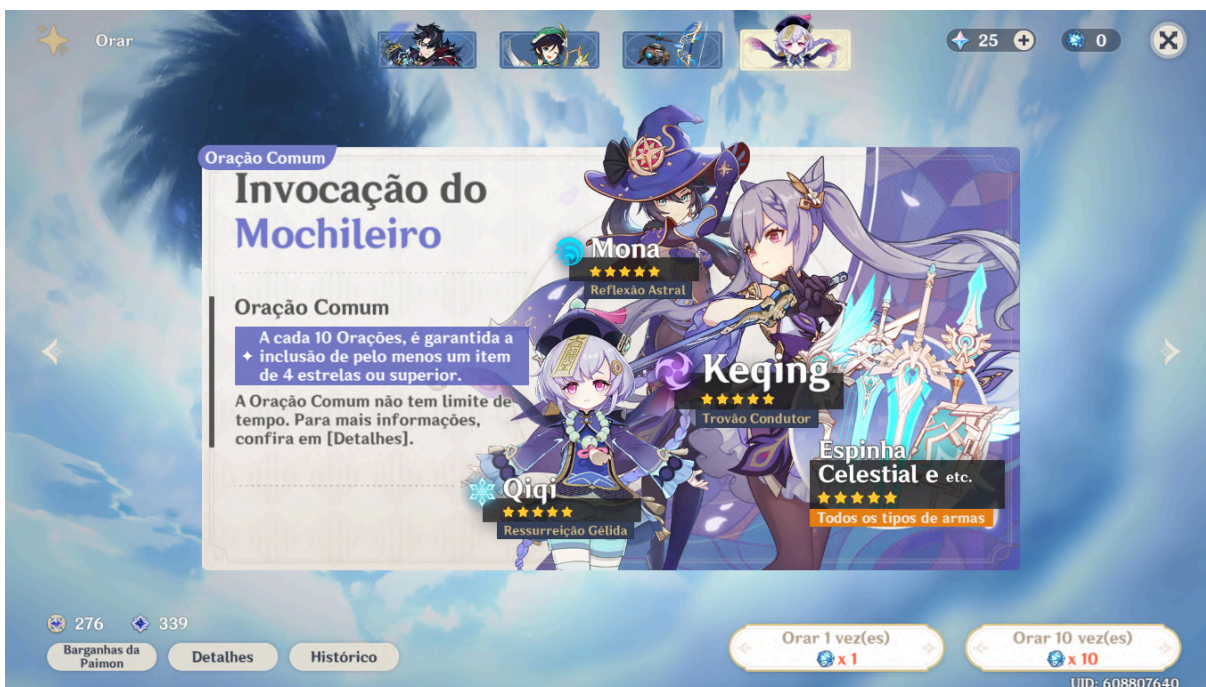 Orar
25
0
Oração Comum
Invocação do
Mochileiro
Oração Comum
A cada 10 Orações, é garantida a
inclusão de pelo menos um item
de 4 estrelas ou superior.
A Oração Comum não tem limite de
tempo. Para mais informações,
confira em [Detalhes].
Mona
Reflexão Astral
Keqing
Trovão Condutor
Qiqi
Ressurreição Gélida
Espinha
Celestial e etc.
Todos os tipos de armas
276
339
Barganhas da
Paimon
Detalhes
Histórico
Orar 1 vez(es)
x 1
Orar 10 vez(es)
x 10
UID: 608807640